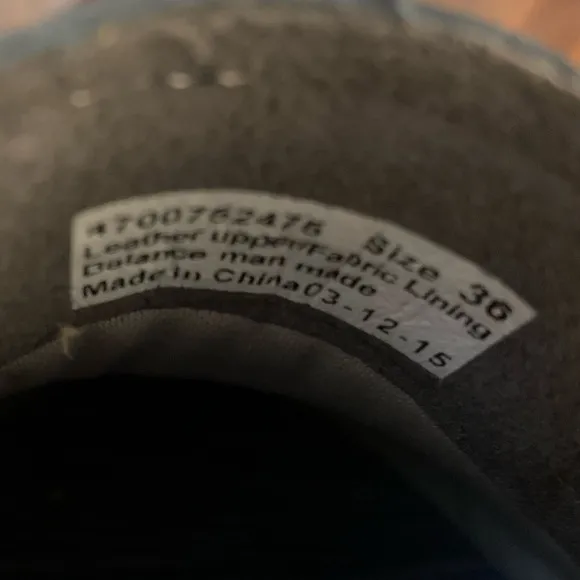 4700752475 Size 36
Leather upper/Fabric Lining
Balance man made
Made in China 03-12-15